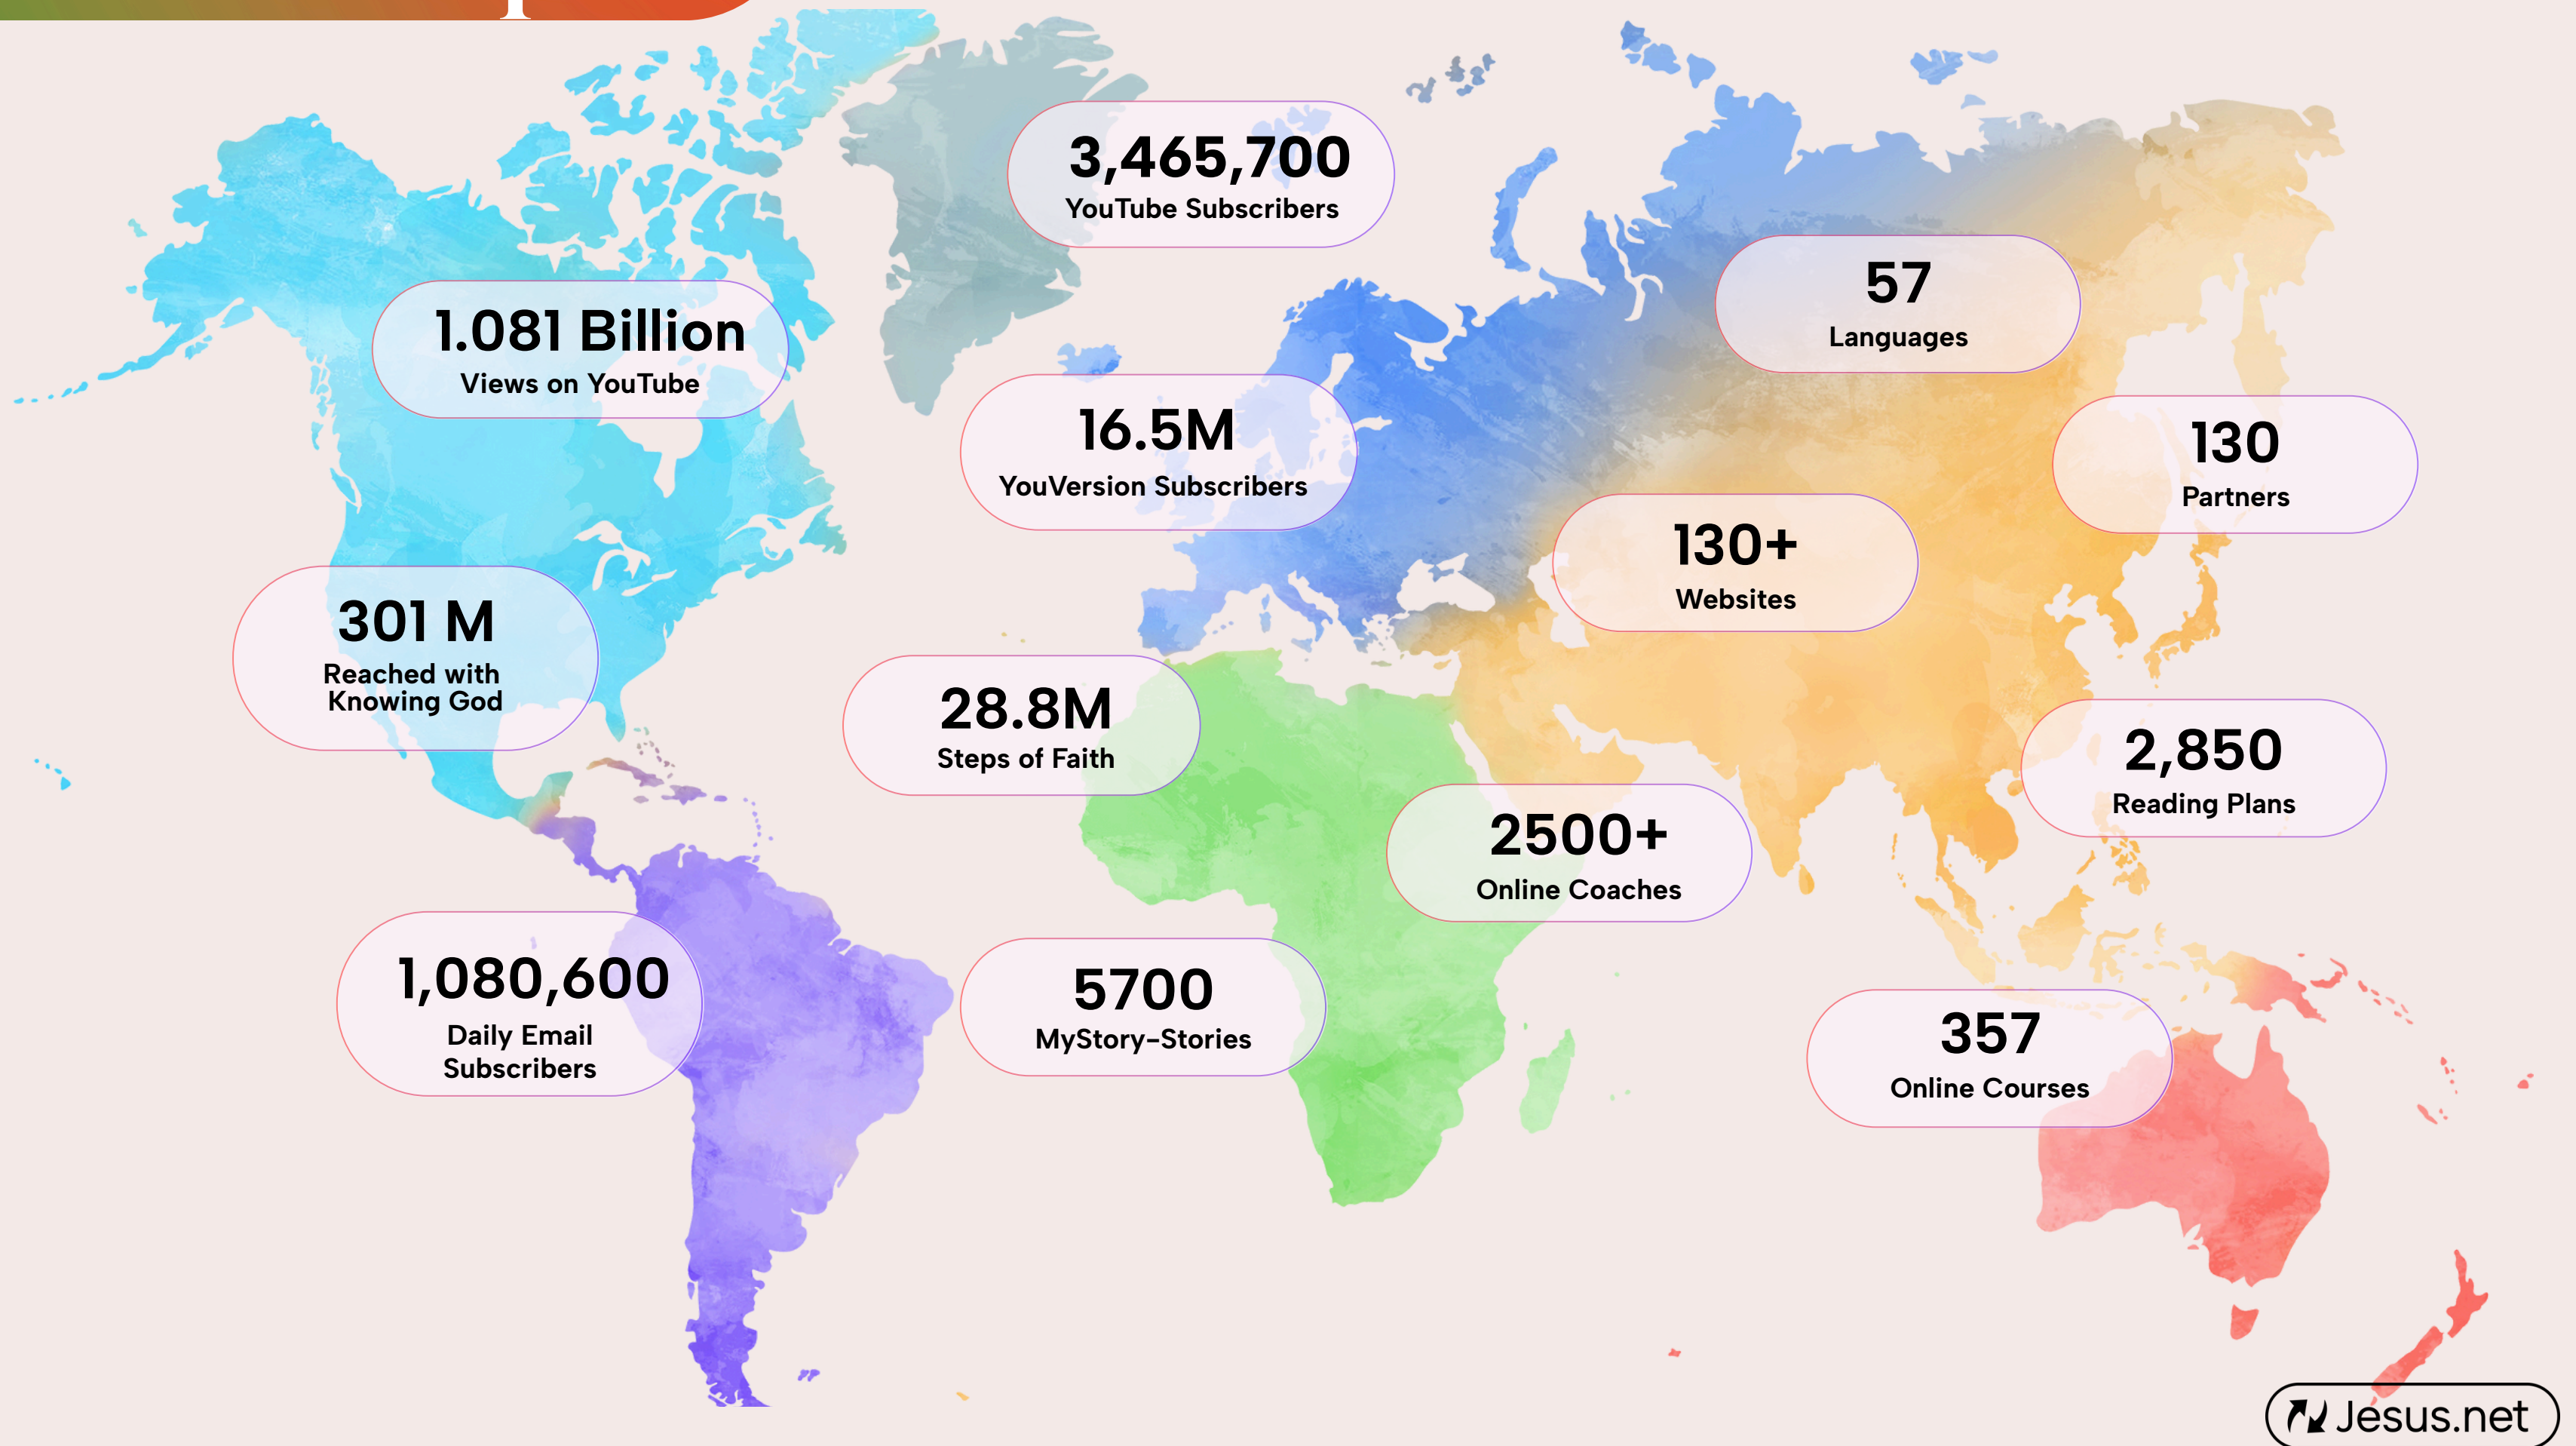 3,465,700
YouTube Subscribers
57
Languages
1.081 Billion
Views on YouTube
16.5M
YouVersion Subscribers
130
Partners
130+
Websites
301 M
Reached with
Knowing God
28.8M
Steps of Faith
2,850
Reading Plans
2500+
Online Coaches
1,080,600
Daily Email
Subscribers
5700
MyStory-Stories
357
Online Courses
Jesus.net